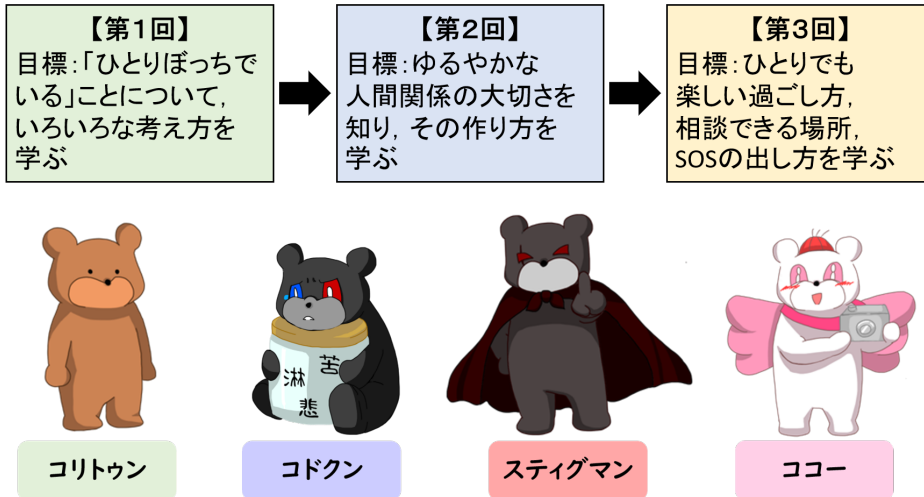 【第1回】
目標：「ひとりぼっちで
いる」ことについて，
いろいろな考え方を
学ぶ
【第2回】
目標：ゆるやかな
人間関係の大切さを
知り，その作り方を
学ぶ
【第3回】
目標：ひとりでも
楽しい過ごし方，
相談できる場所，
SOSの出し方を学ぶ
苦
淋
悲
コリトゥン
コドクン
スティグマン
ココー